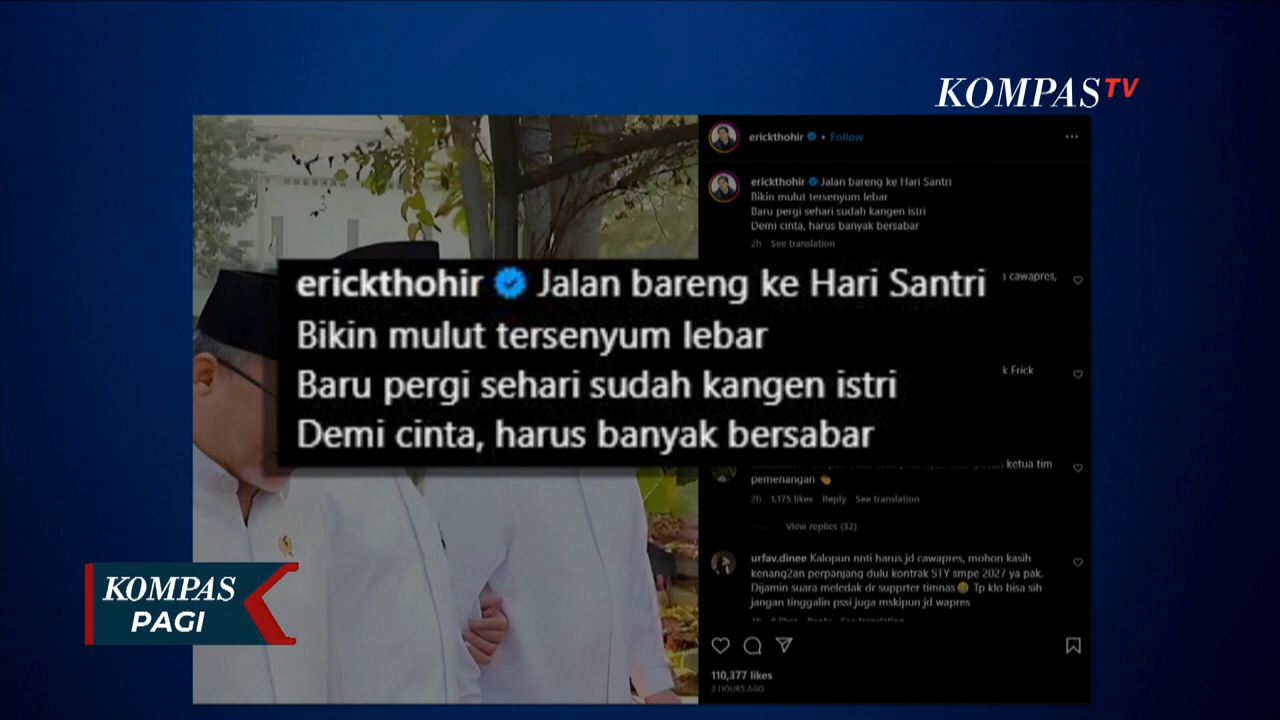 KOMPAS TV
erickthohir • Follow
erickthohir Jalan bareng ke Hari Santri
Bikin mulut tersenyum lebar
Baru pergi sehari sudah kangen istri
Demi cinta, harus banyak bersabar
2h See translation
cawapres,
erickthohir Jalan bareng ke Hari Santri
Bikin mulut tersenyum lebar
Baru pergi sehari sudah kangen istri
Demi cinta, harus banyak bersabar
ketua tim
pemenangan 👏
2h 1,175 likes Reply See translation
View replies (32)
urfav.dinee Kalopun nnti harus jd cawapres, mohon kasih
kenang2an perpanjang dulu kontrak STY smpe 2027 ya pak.
Dijamin suara meledak dr supprter timnas Tp klo bisa sih
jangan tinggalin pssi juga mskipun jd wapres
110,377 likes
2 HOURS AGO
KOMPAS
PAGI